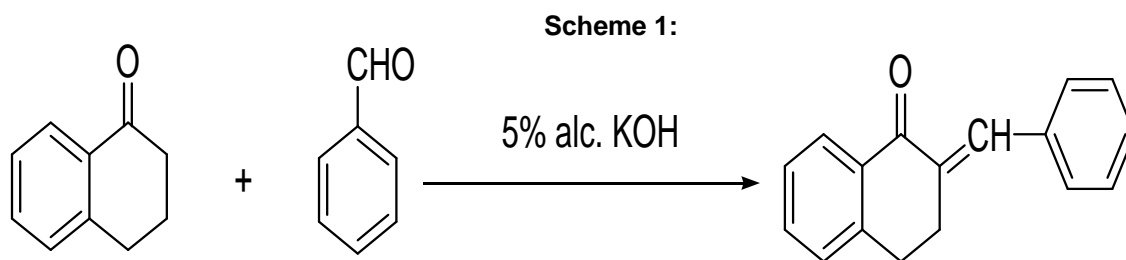 Scheme 1:
O
CHO
O
5% alc. KOH
CH
+